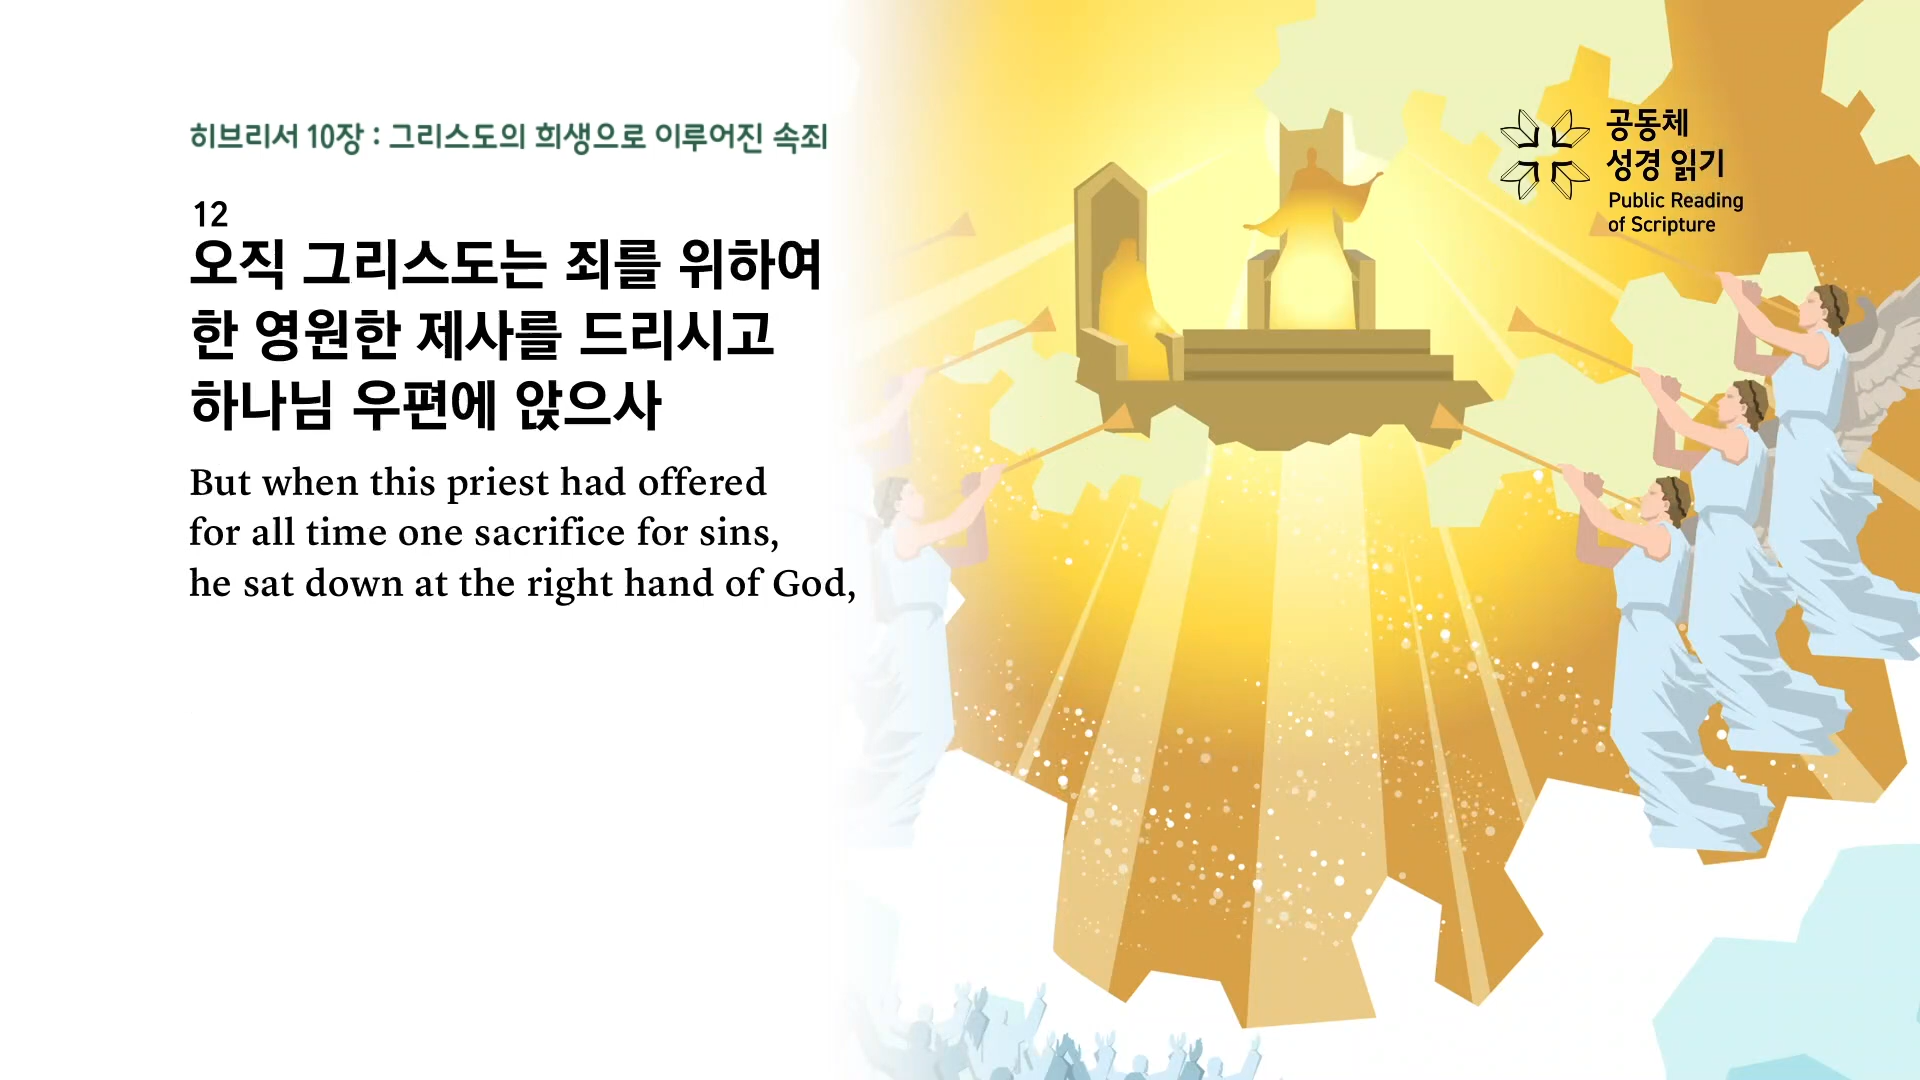 히브리서 10장 : 그리스도의 희생으로 이루어진 속죄
12
오직 그리스도는 죄를 위하여
한 영원한 제사를 드리시고
하나님 우편에 앉으사
But when this priest had offered
for all time one sacrifice for sins,
he sat down at the right hand of God,
공동체
성경 읽기
Public Reading
of Scripture